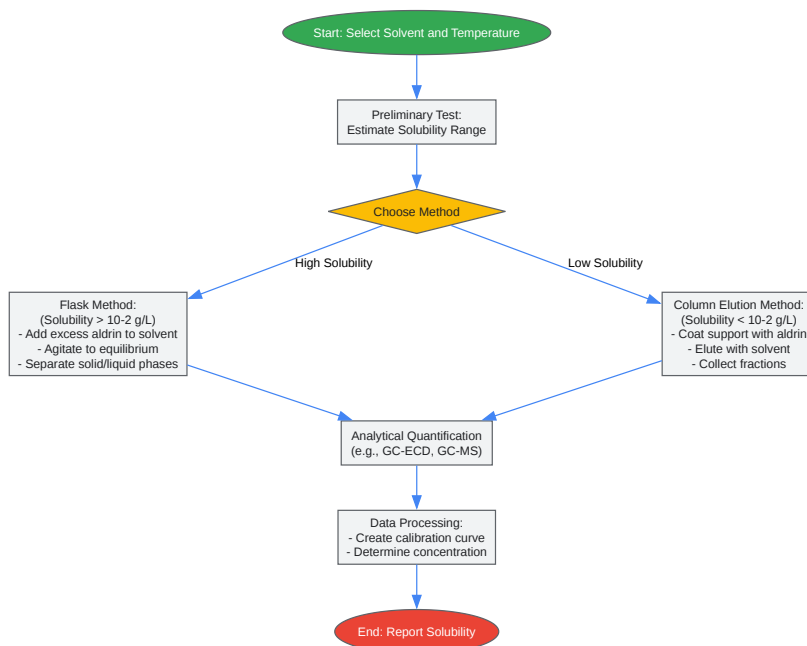 Start: Select Solvent and Temperature
Preliminary Test:
Estimate Solubility Range
Choose Method
High Solubility
Low Solubility
Flask Method:
(Solubility > 10-2 g/L)
- Add excess aldrin to solvent
- Agitate to equilibrium
- Separate solid/liquid phases
Column Elution Method:
(Solubility < 10-2 g/L)
- Coat support with aldrin
- Elute with solvent
- Collect fractions
Analytical Quantification
(e.g., GC-ECD, GC-MS)
Data Processing:
- Create calibration curve
- Determine concentration
End: Report Solubility